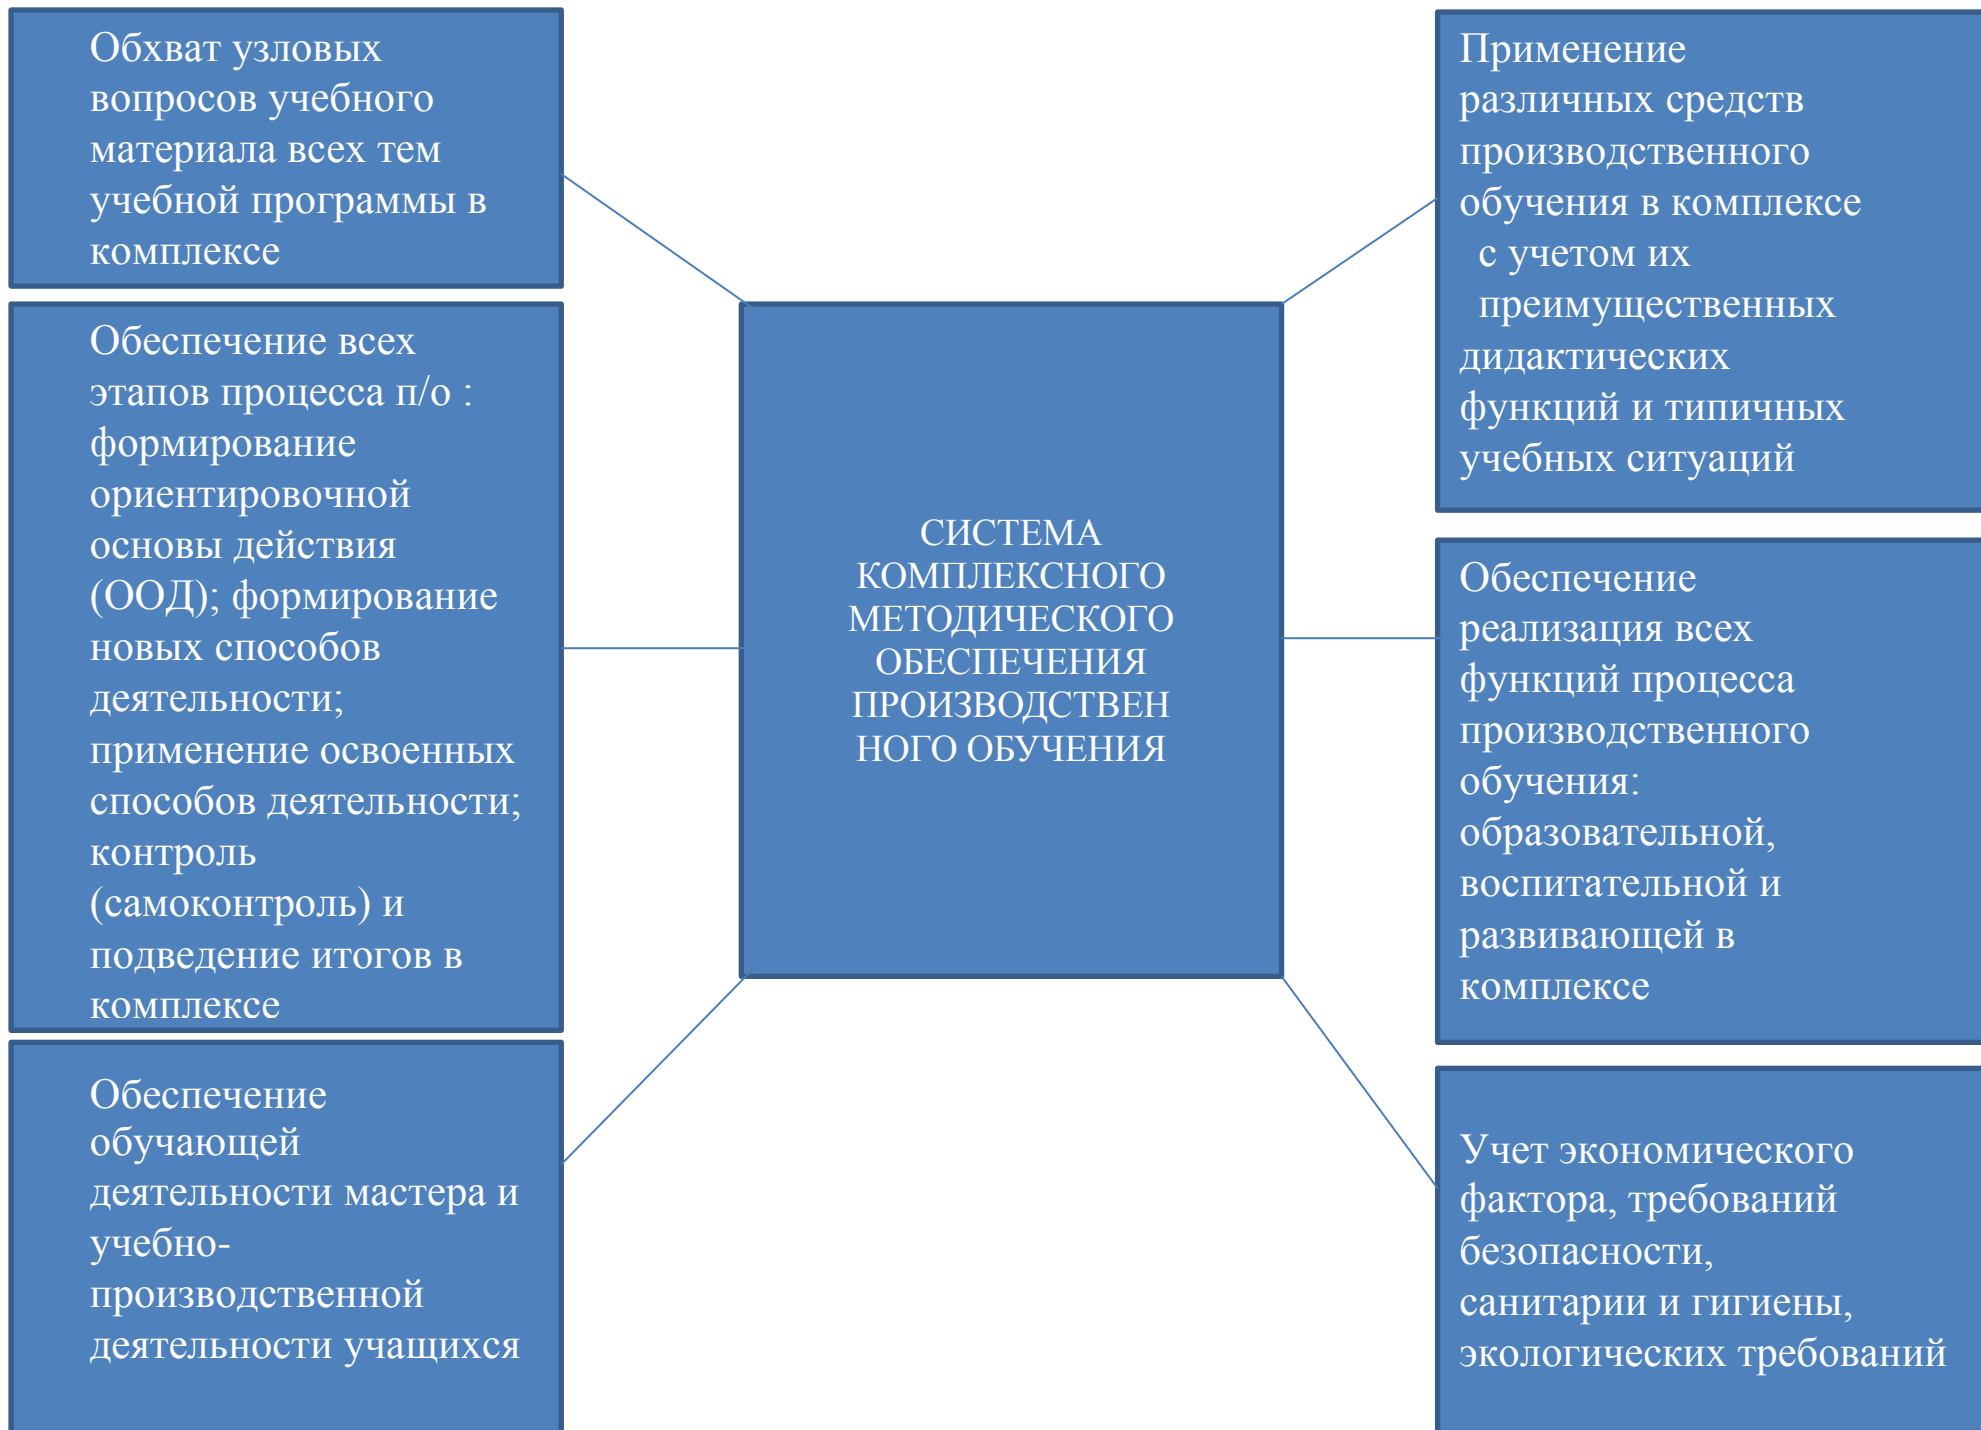 Обхват узловых
вопросов учебного
материала всех тем
учебной программы в
комплексе
Обеспечение всех
этапов процесса п/о :
формирование
ориентировочной
основы действия
(ООД); формирование
новых способов
деятельности;
применение освоенных
способов деятельности;
контроль
(самоконтроль) и
подведение итогов в
комплексе
Обеспечение
обучающей
деятельности мастера и
учебно-
производственной
деятельности учащихся
СИСТЕМА
КОМПЛЕКСНОГО
МЕТОДИЧЕСКОГО
ОБЕСПЕЧЕНИЯ
ПРОИЗВОДСТВЕН
НОГО ОБУЧЕНИЯ
Применение
различных средств
производственного
обучения в комплексе
с учетом их
преимущественных
дидактических
функций и типичных
учебных ситуаций
Обеспечение
реализация всех
функций процесса
производственного
обучения:
образовательной,
воспитательной и
развивающей в
комплексе
Учет экономического
фактора, требований
безопасности,
санитарии и гигиены,
экологических требований